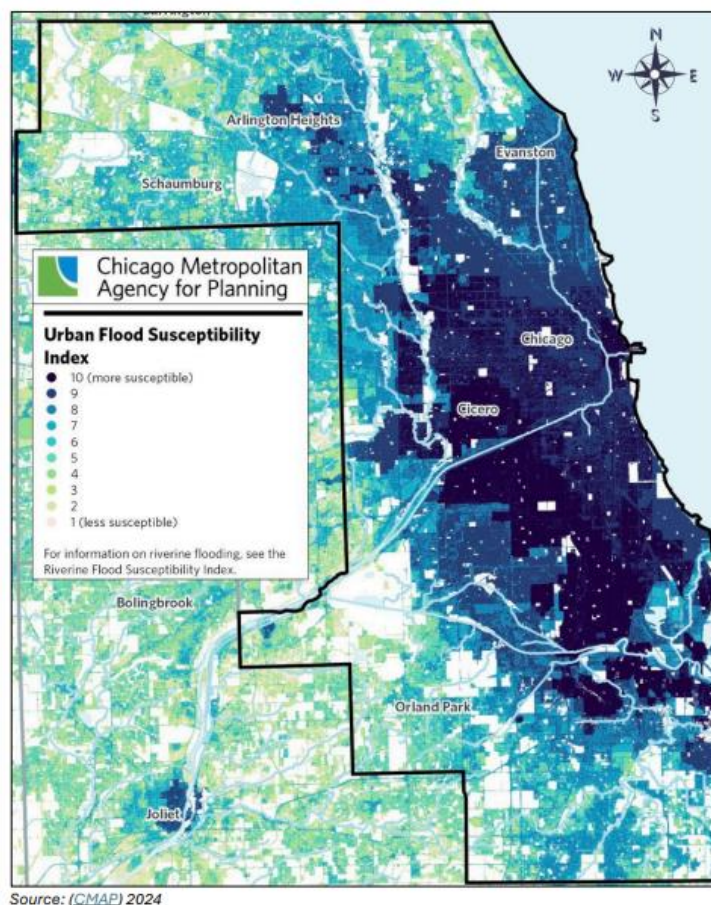 N
W E
S
Arlington Heights
Evanston
Schaumburg
Chicago Metropolitan
Agency for Planning
Urban Flood Susceptibility
Index
10 (more susceptible)
9
8
7
6
5
4
3
2
1 (less susceptible)
For information on riverine flooding, see the
Riverine Flood Susceptibility Index.
Chicago
Cicero
Bolingbrook
Orland Park
Joliet
Source: (CMAP) 2024